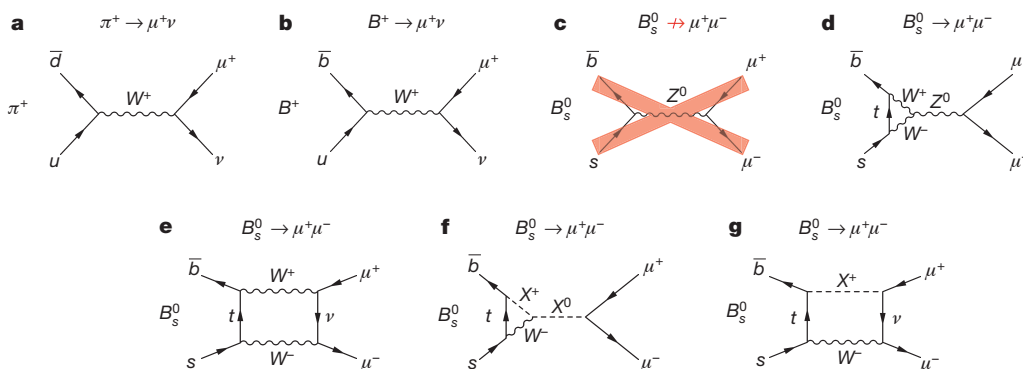 a π⁺ → μ⁺ν
d̅ μ⁺
W⁺
π⁺
u ν
b B⁺ → μ⁺ν
b̅ μ⁺
W⁺
B⁺
u ν
c B⁰ₛ ↛ μ⁺μ⁻
b̅ μ⁺
Z⁰
B⁰ₛ
s μ⁻
d B⁰ₛ → μ⁺μ⁻
b̅ μ
W⁺ Z⁰
B⁰ₛ t
W⁻
s μ
e B⁰ₛ → μ⁺μ⁻
b̅ μ⁺
W⁺
B⁰ₛ t ν
W⁻
s μ⁻
f B⁰ₛ → μ⁺μ⁻
b̅ μ⁺
X⁺
X⁰
B⁰ₛ t
W⁻
s μ⁻
g B⁰ₛ → μ⁺μ⁻
b̅ μ⁺
X⁺
B⁰ₛ t ν
W⁻
s μ⁻